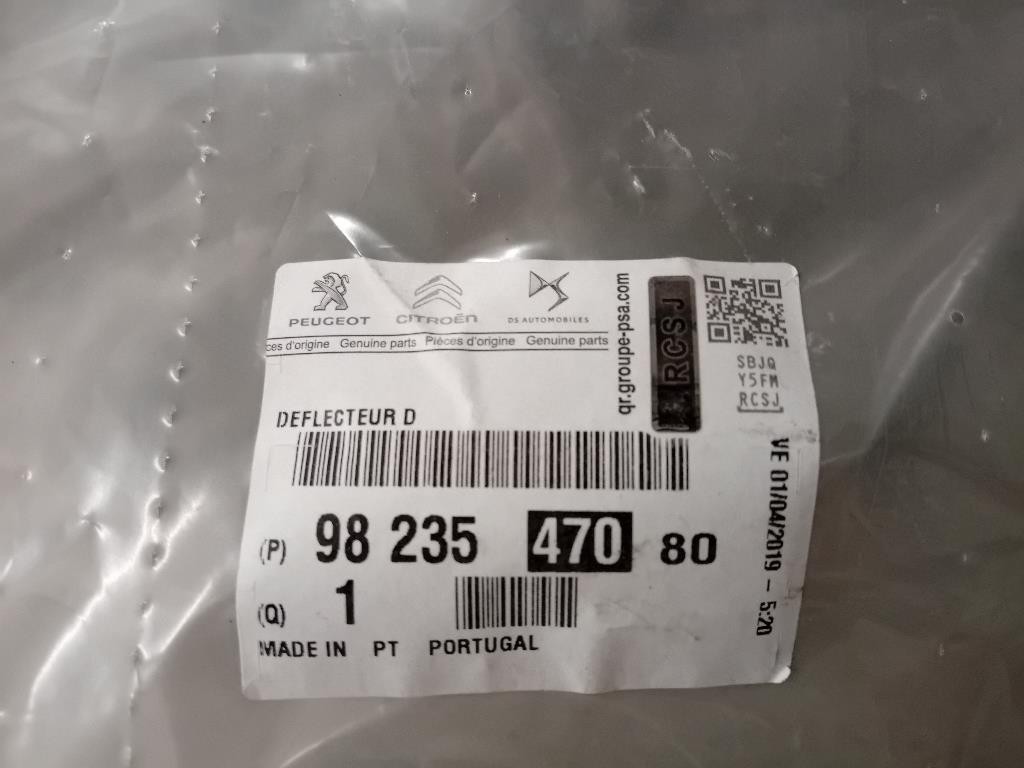 PEUGEOT CITROËN DS AUTOMOBILES
ces d'origine Genuine parts Pièces d'origine Genuine parts
qr.groupe-psa.com
RCSJ
SBJQ
Y5FM
RCSJ
DEFLECTEUR D
(P) 98 235 470 80
(Q) 1
MADE IN PT PORTUGAL
VE 01/04/2019 - 5:20